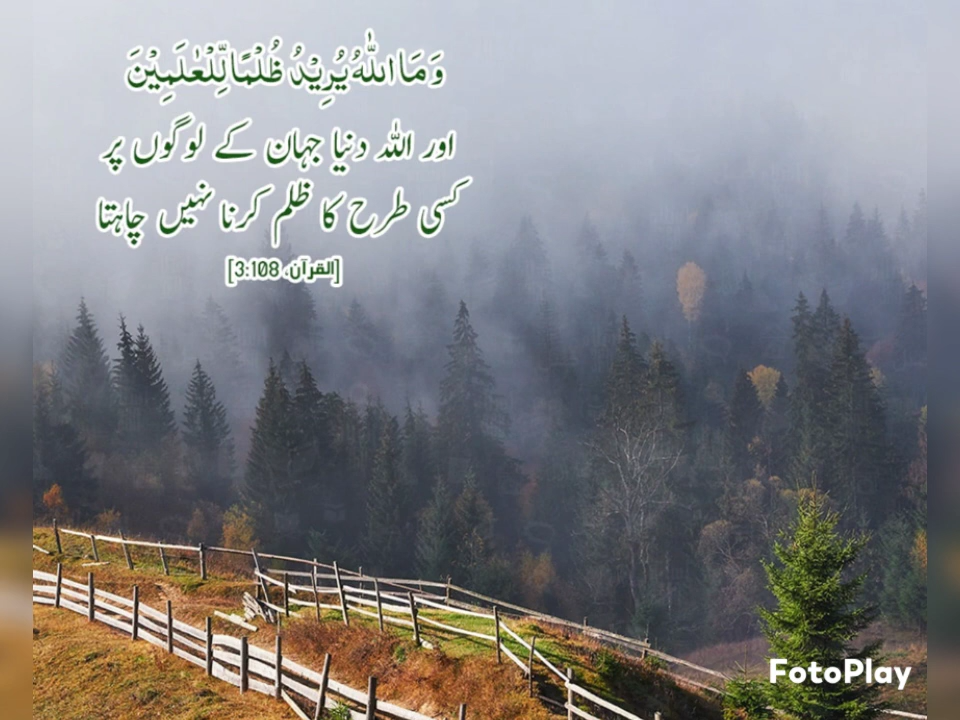 وَمَا اللّٰهُ يُرِيْدُ ظُلْمًا لِّلْعٰلَمِيْنَ
اور اللہ دنیا جہان کے لوگوں پر
کسی طرح کا ظلم کرنا نہیں چاہتا
[القرآن، 3:108]
FotoPlay